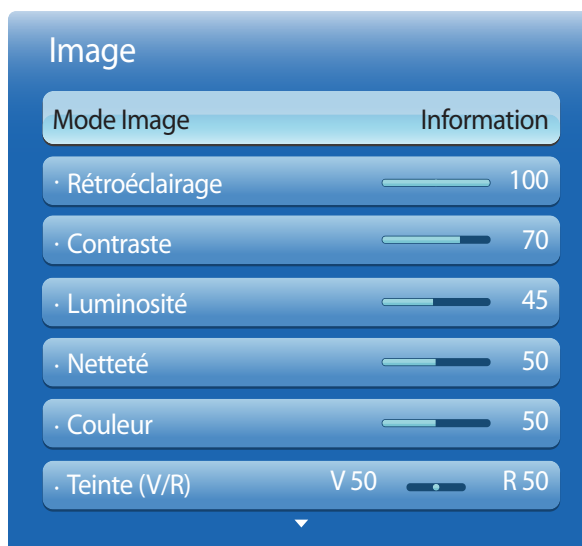 Image
Mode Image Information
· Rétroéclairage 100
· Contraste 70
· Luminosité 45
· Netteté 50
· Couleur 50
· Teinte (V/R) V 50 R 50